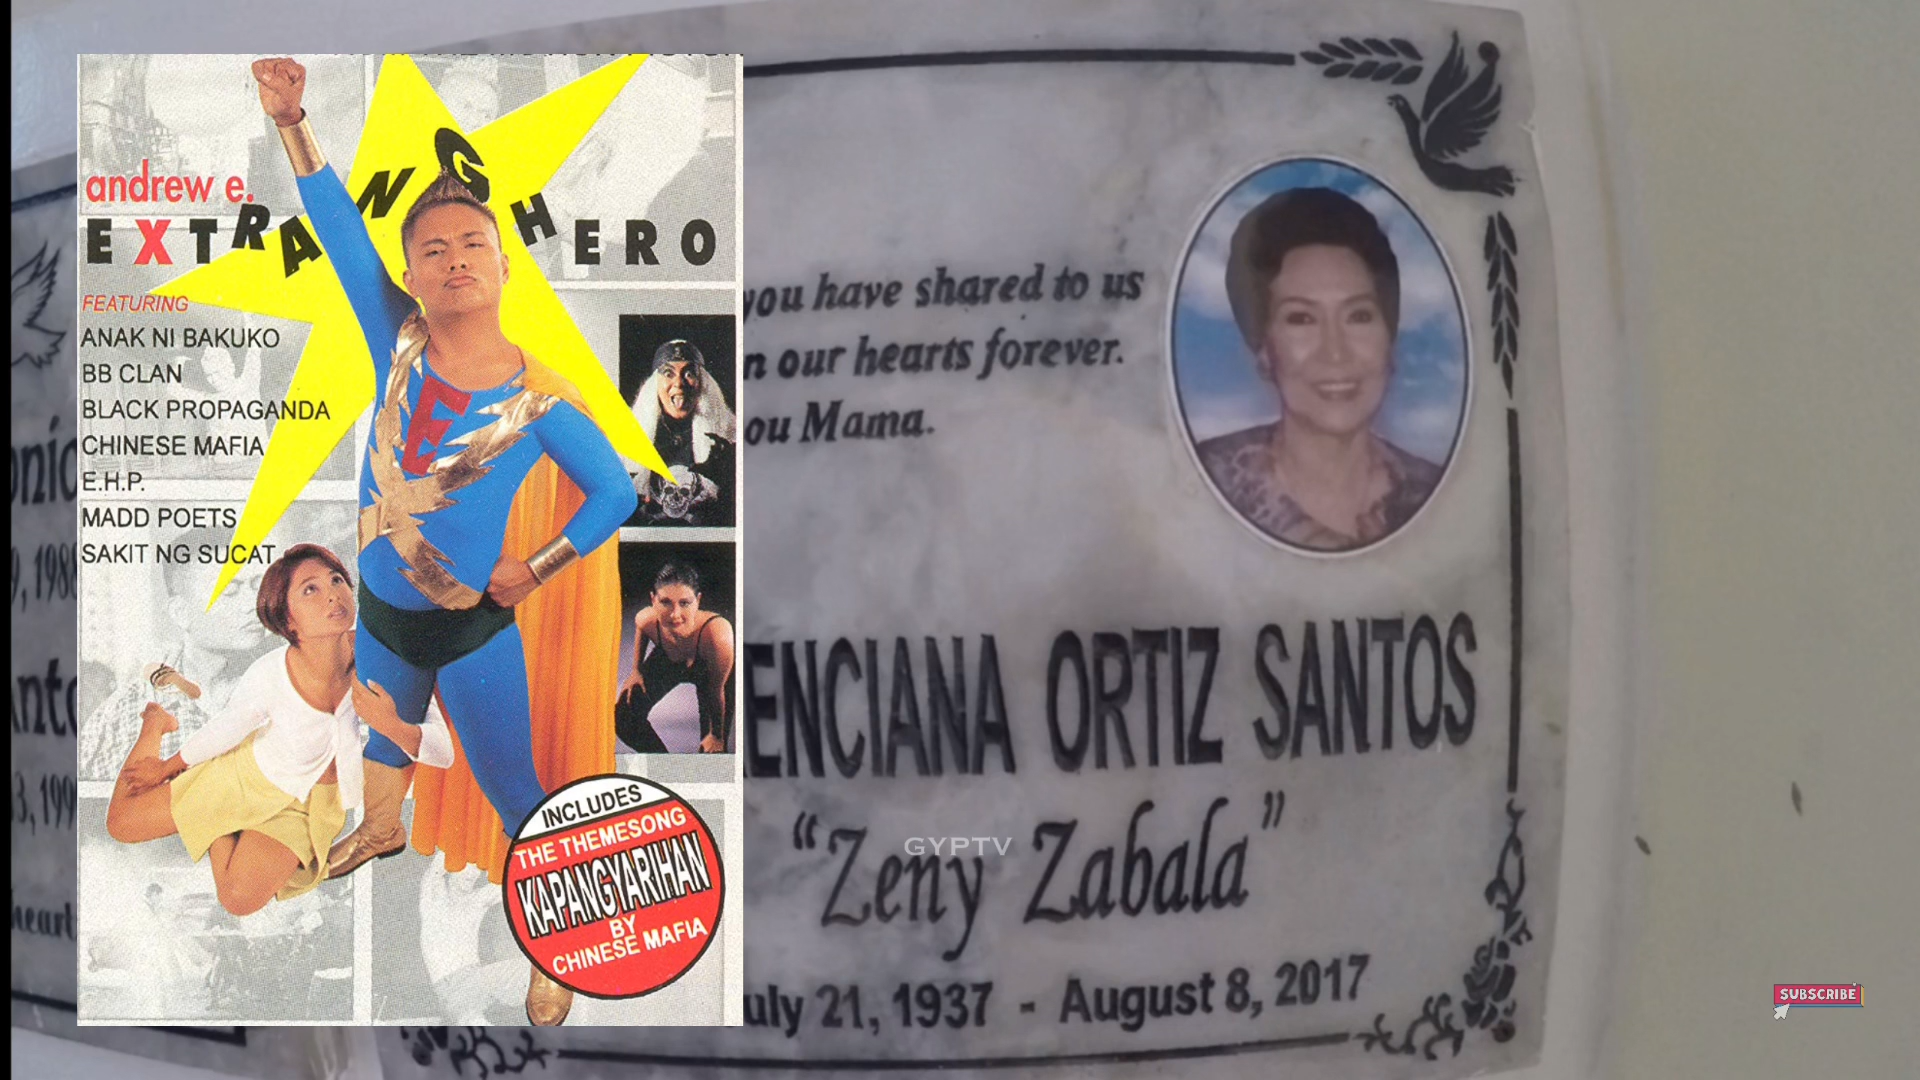 andrew e.
EXTRANG HERO
FEATURING
ANAK NI BAKUKO
BB CLAN
BLACK PROPAGANDA
CHINESE MAFIA
E.H.P.
MADD POETS
SAKIT NG SUCAT
INCLUDES
THE THEMESONG
KAPANGYARIHAN
BY
CHINESE MAFIA
you have shared to us
our hearts forever.
Mama.
ENCIANA ORTIZ SANTOS
“Zeny Zabala”
GYPTV
uly 21, 1937 - August 8, 2017
SUBSCRIBE